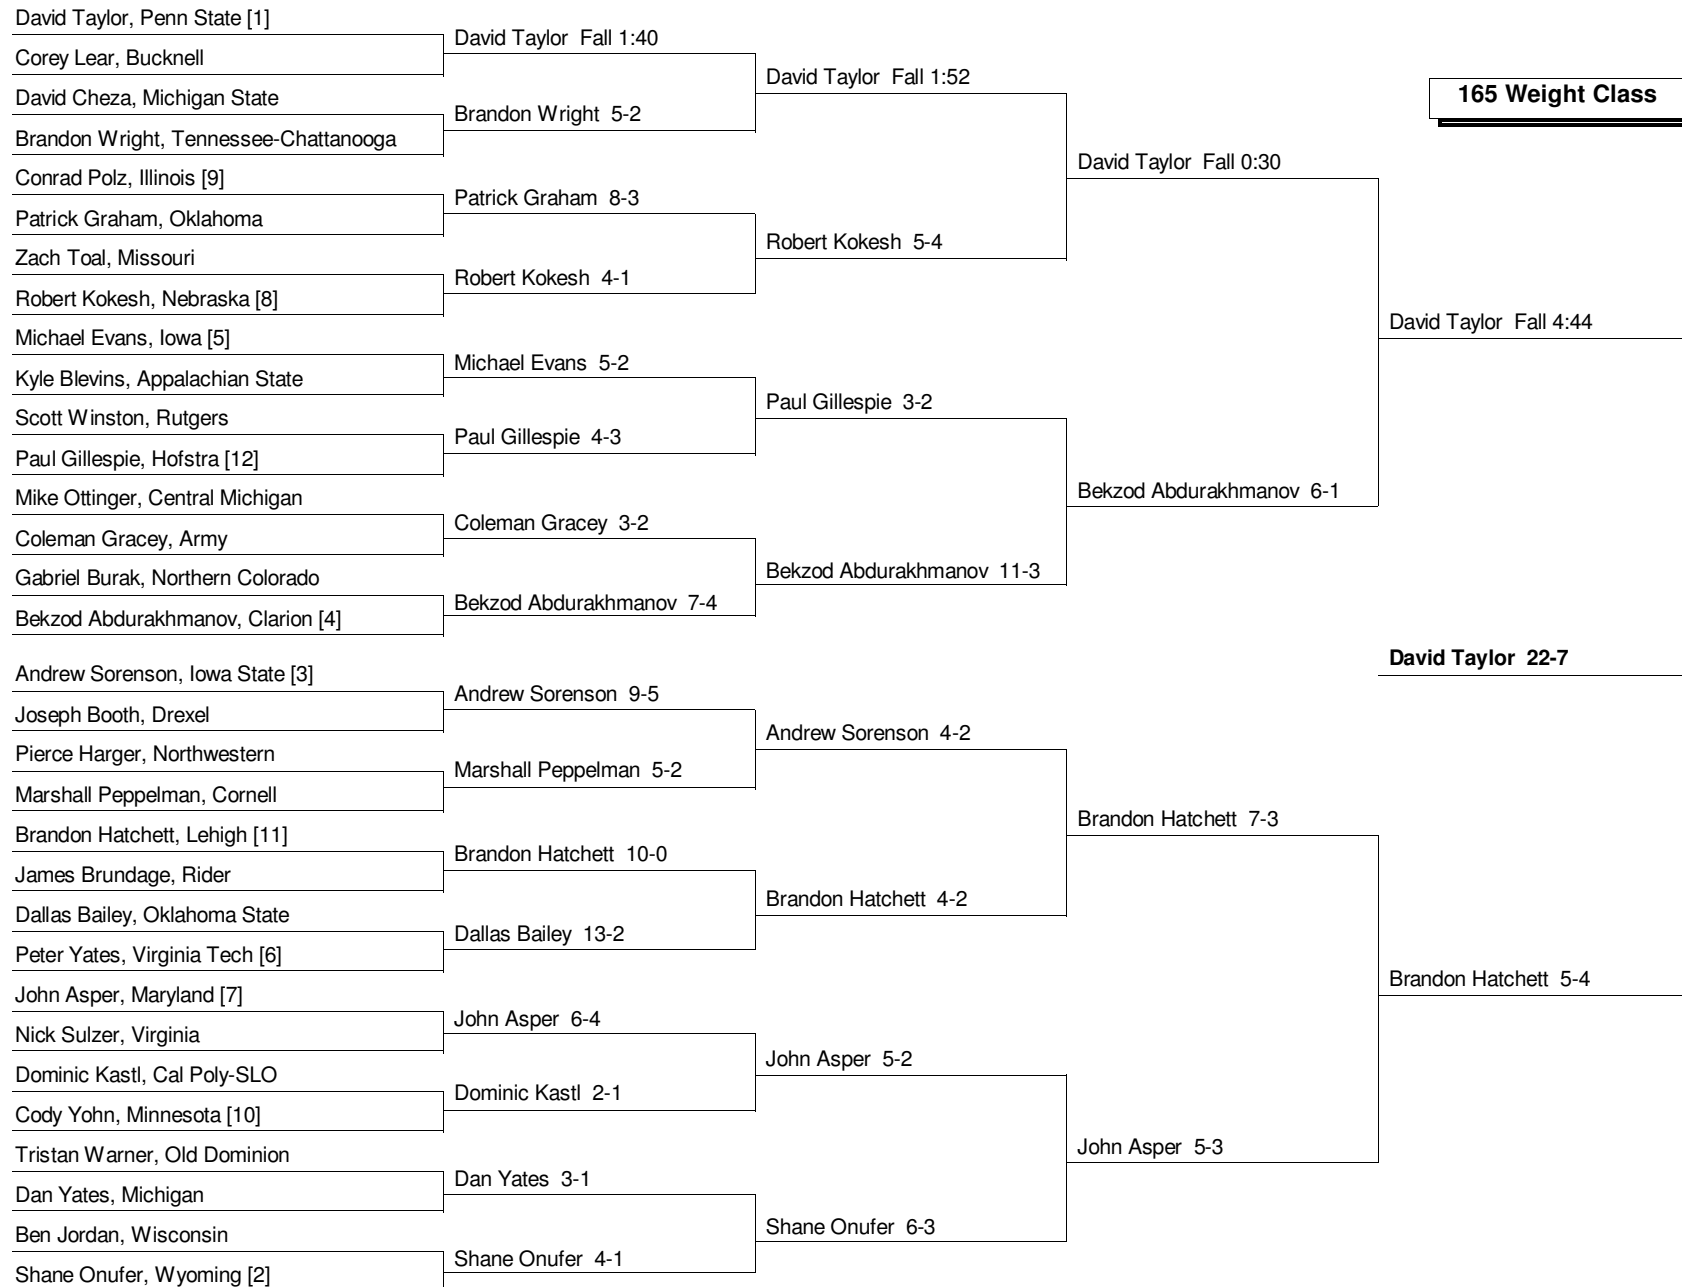 165 Weight Class
David Taylor, Penn State [1]
Corey Lear, Bucknell
David Cheza, Michigan State
Brandon Wright, Tennessee-Chattanooga
Conrad Polz, Illinois [9]
Patrick Graham, Oklahoma
Zach Toal, Missouri
Robert Kokesh, Nebraska [8]
Michael Evans, Iowa [5]
Kyle Blevins, Appalachian State
Scott Winston, Rutgers
Paul Gillespie, Hofstra [12]
Mike Ottinger, Central Michigan
Coleman Gracey, Army
Gabriel Burak, Northern Colorado
Bekzod Abdurakhmanov, Clarion [4]
Andrew Sorenson, Iowa State [3]
Joseph Booth, Drexel
Pierce Harger, Northwestern
Marshall Peppelman, Cornell
Brandon Hatchett, Lehigh [11]
James Brundage, Rider
Dallas Bailey, Oklahoma State
Peter Yates, Virginia Tech [6]
John Asper, Maryland [7]
Nick Sulzer, Virginia
Dominic Kastl, Cal Poly-SLO
Cody Yohn, Minnesota [10]
Tristan Warner, Old Dominion
Dan Yates, Michigan
Ben Jordan, Wisconsin
Shane Onufer, Wyoming [2]
David Taylor Fall 1:40
Brandon Wright 5-2
Patrick Graham 8-3
Robert Kokesh 4-1
Michael Evans 5-2
Paul Gillespie 4-3
Coleman Gracey 3-2
Bekzod Abdurakhmanov 7-4
Andrew Sorenson 9-5
Marshall Peppelman 5-2
Brandon Hatchett 10-0
Dallas Bailey 13-2
John Asper 6-4
Dominic Kastl 2-1
Dan Yates 3-1
Shane Onufer 4-1
David Taylor Fall 1:52
Robert Kokesh 5-4
Paul Gillespie 3-2
Bekzod Abdurakhmanov 11-3
Andrew Sorenson 4-2
Brandon Hatchett 4-2
John Asper 5-2
Shane Onufer 6-3
David Taylor Fall 0:30
Bekzod Abdurakhmanov 6-1
Brandon Hatchett 7-3
John Asper 5-3
David Taylor Fall 4:44
Brandon Hatchett 5-4
David Taylor 22-7